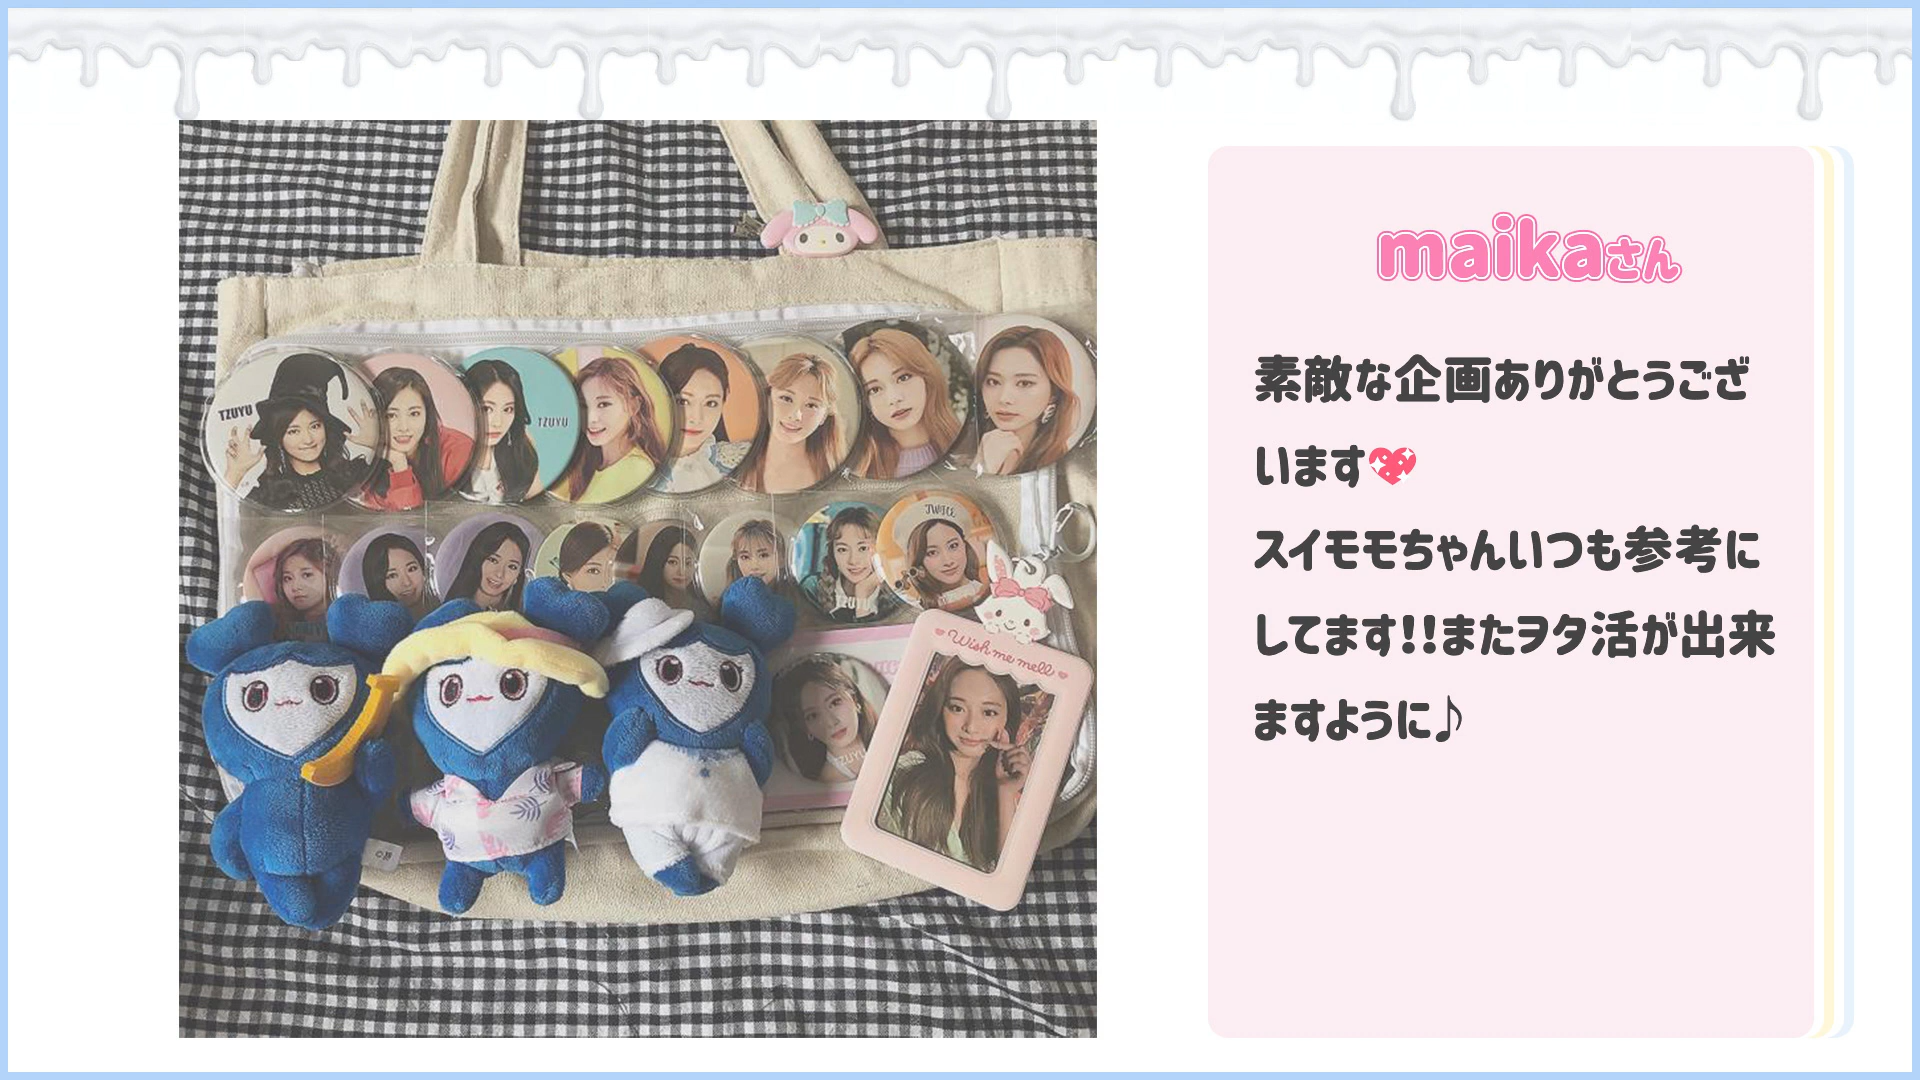 maikaさん
素敵な企画ありがとうござ
います💖
スイモモちゃんいつも参考に
してます!!またヲタ活が出来
ますように♪
TZUYU
TZUYU
TWICE
TZUYU
Wish me mell
TZUYU